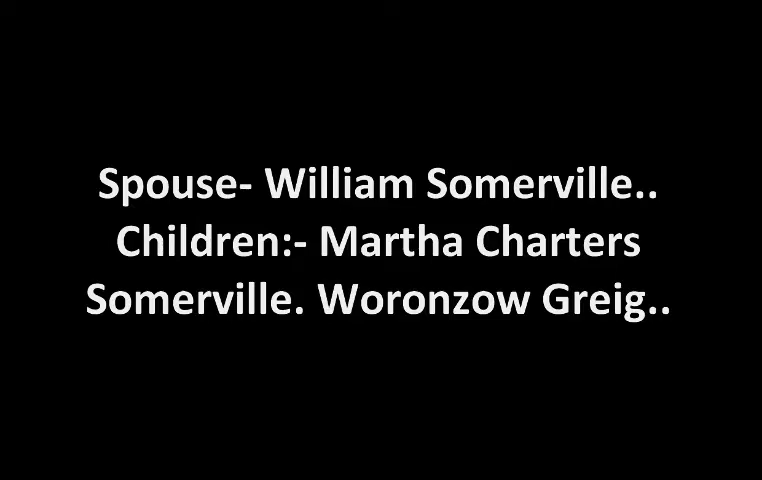 Spouse- William Somerville..
Children:- Martha Charters
Somerville. Woronzow Greig..